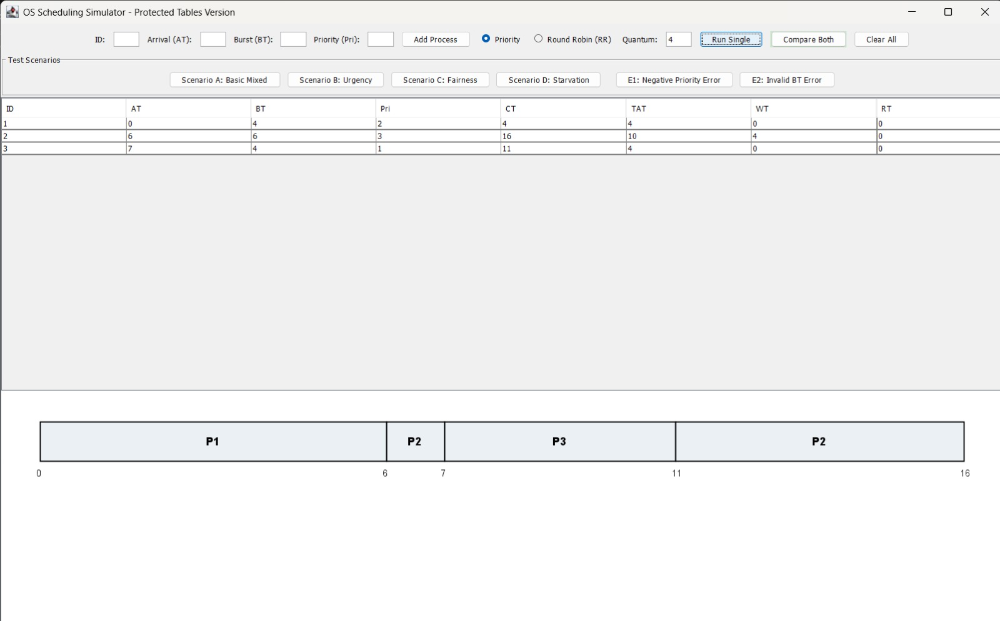 OS Scheduling Simulator - Protected Tables Version
ID: Arrival (AT): Burst (BT): Priority (Pri): Add Process Priority Round Robin (RR) Quantum: 4 Run Single Compare Both Clear All
Test Scenarios
Scenario A: Basic Mixed Scenario B: Urgency Scenario C: Fairness Scenario D: Starvation E1: Negative Priority Error E2: Invalid BT Error
ID AT BT Pri CT TAT WT RT
1 0 4 2 4 4 0 0
2 6 6 3 16 10 4 0
3 7 4 1 11 4 0 0
P1 P2 P3 P2
0 6 7 11 16